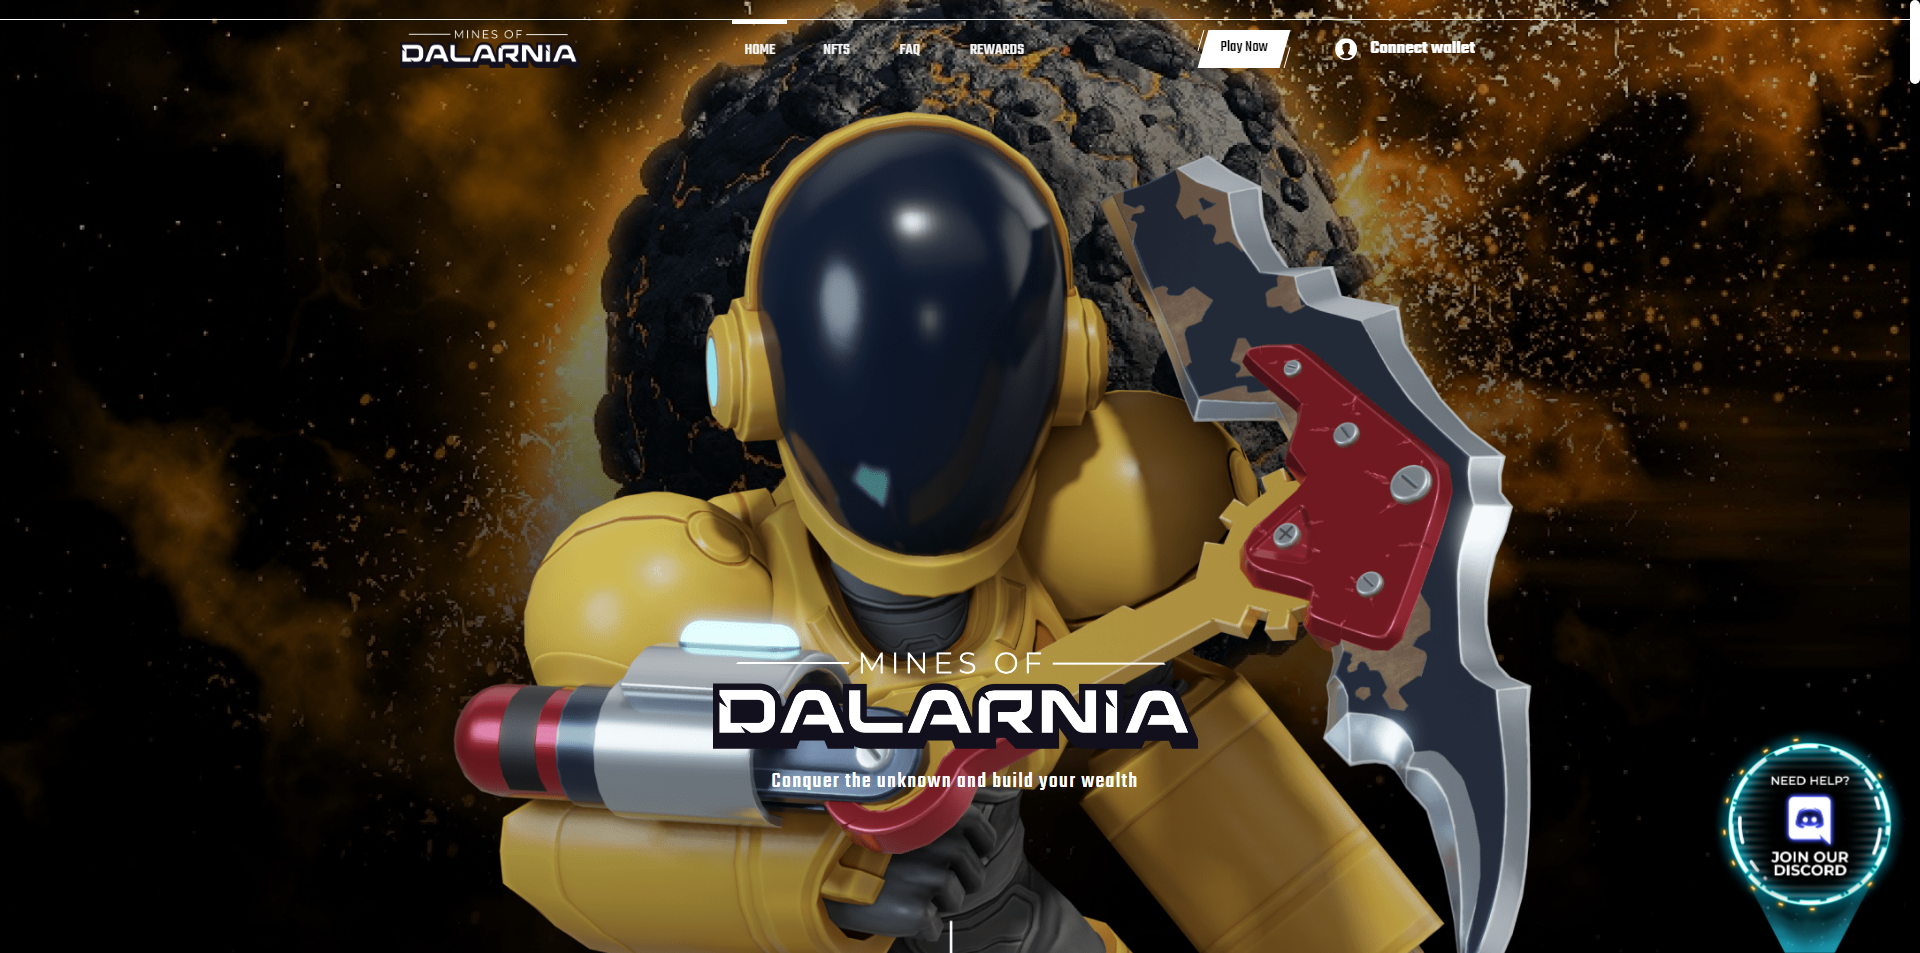 MINES OF
DALARNIA
HOME NFTS FAQ REWARDS
Play Now
Connect wallet
MINES OF
DALARNIA
Conquer the unknown and build your wealth
NEED HELP?
JOIN OUR
DISCORD